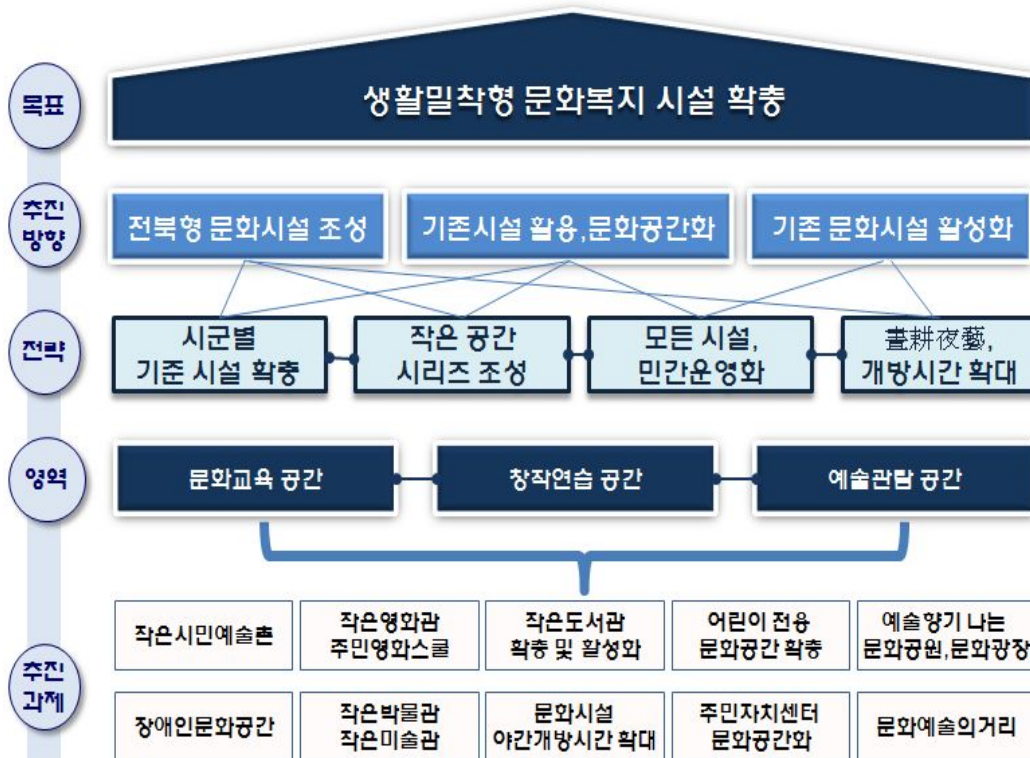 목표
생활밀착형 문화복지 시설 확충
추진
방향
전북형 문화시설 조성
기존시설 활용,문화공간화
기존 문화시설 활성화
전략
시군별
기준 시설 확충
작은 공간
시리즈 조성
모든 시설,
민간운영화
晝耕夜藝,
개방시간 확대
영역
문화교육 공간
창작연습 공간
예술관람 공간
추진
과제
작은시민예술촌
작은영화관
주민영화스쿨
작은도서관
확충 및 활성화
어린이 전용
문화공간 확충
예술향기 나는
문화공원,문화광장
장애인문화공간
작은박물관
작은미술관
문화시설
야간개방시간 확대
주민자치센터
문화공간화
문화예술의거리